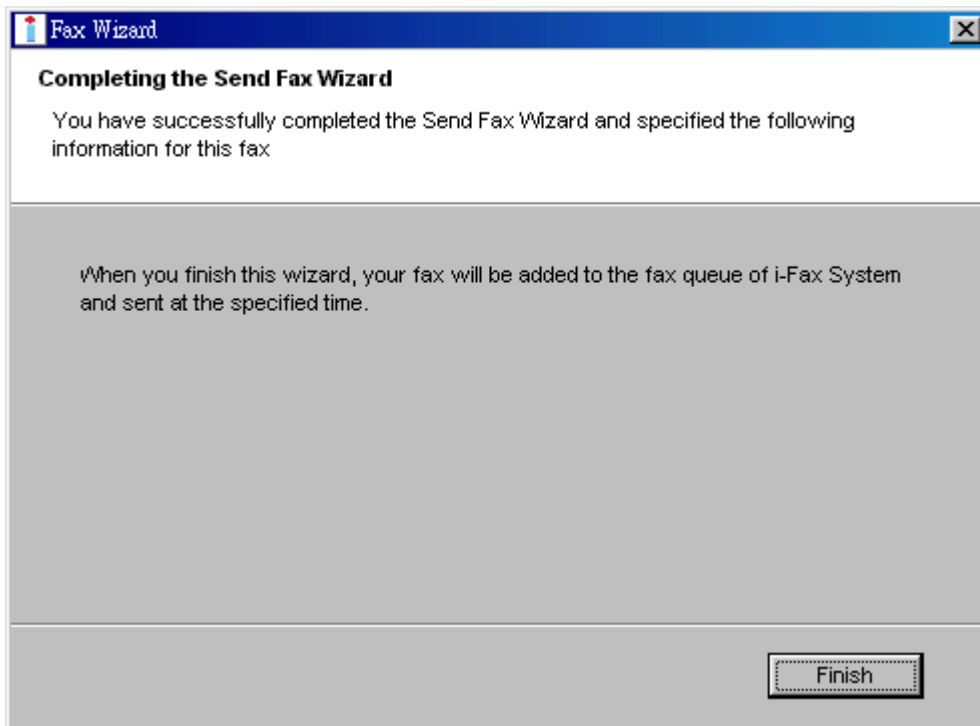 Fax Wizard
Completing the Send Fax Wizard
You have successfully completed the Send Fax Wizard and specified the following
information for this fax
When you finish this wizard, your fax will be added to the fax queue of i-Fax System
and sent at the specified time.
Finish